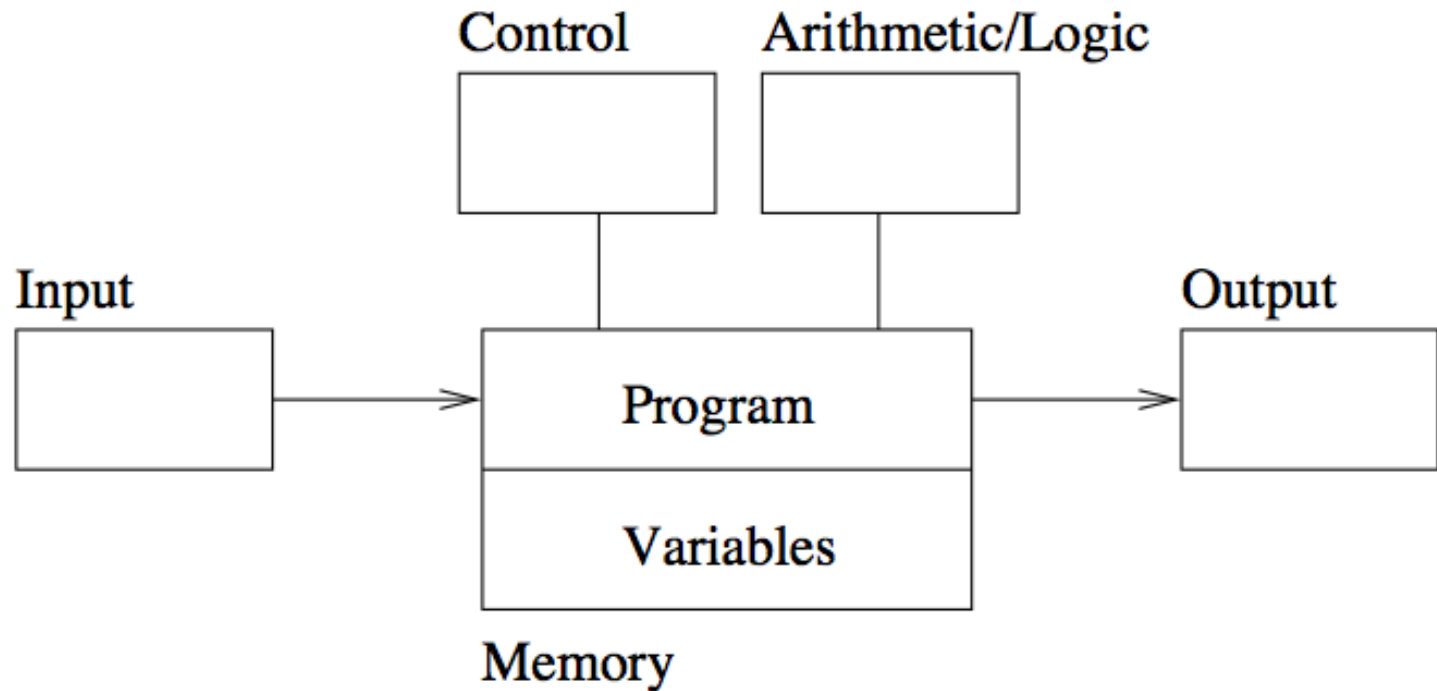 Control
Arithmetic/Logic
Input
Output
Program
Variables
Memory